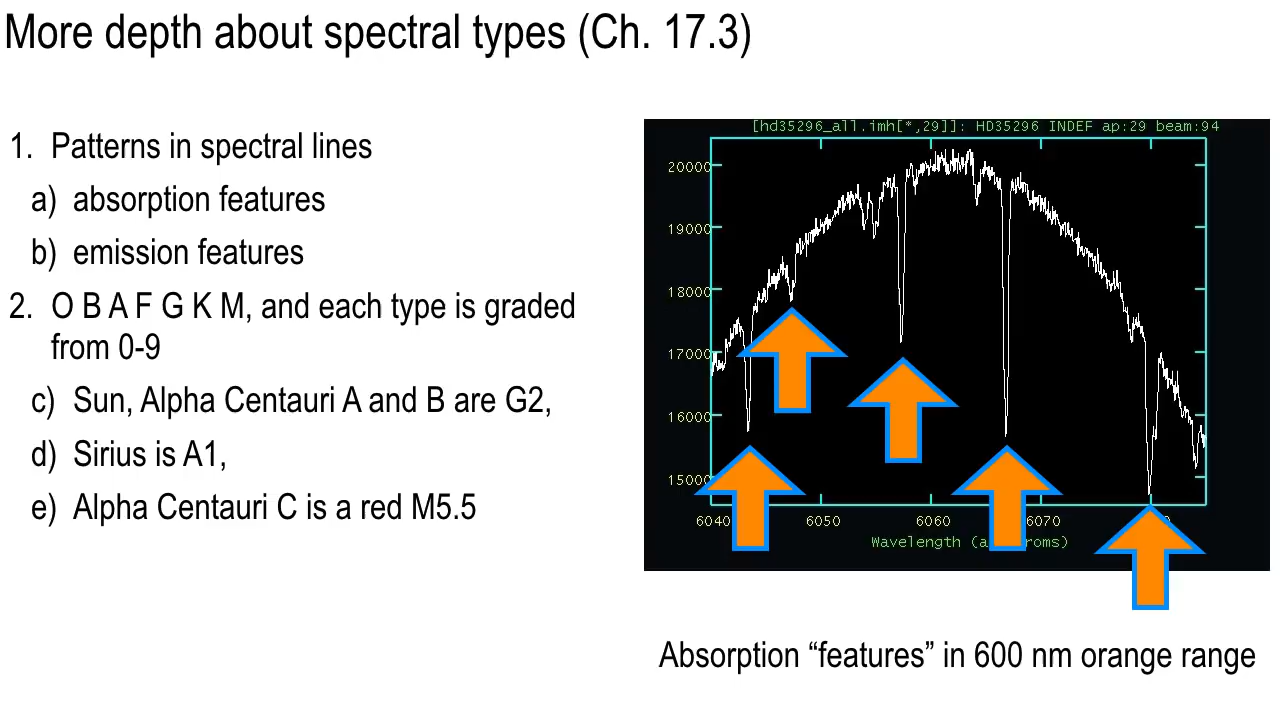 More depth about spectral types (Ch. 17.3)
1. Patterns in spectral lines
a) absorption features
b) emission features
2. O B A F G K M, and each type is graded
from 0-9
c) Sun, Alpha Centauri A and B are G2,
d) Sirius is A1,
e) Alpha Centauri C is a red M5.5
[hd35296_all.imh[*,29]]: HD35296 INDEF ap:29 beam:94
20000
19000
18000
17000
16000
15000
6040 6050 6060 6070
Wavelength (a roms)
Absorption “features” in 600 nm orange range